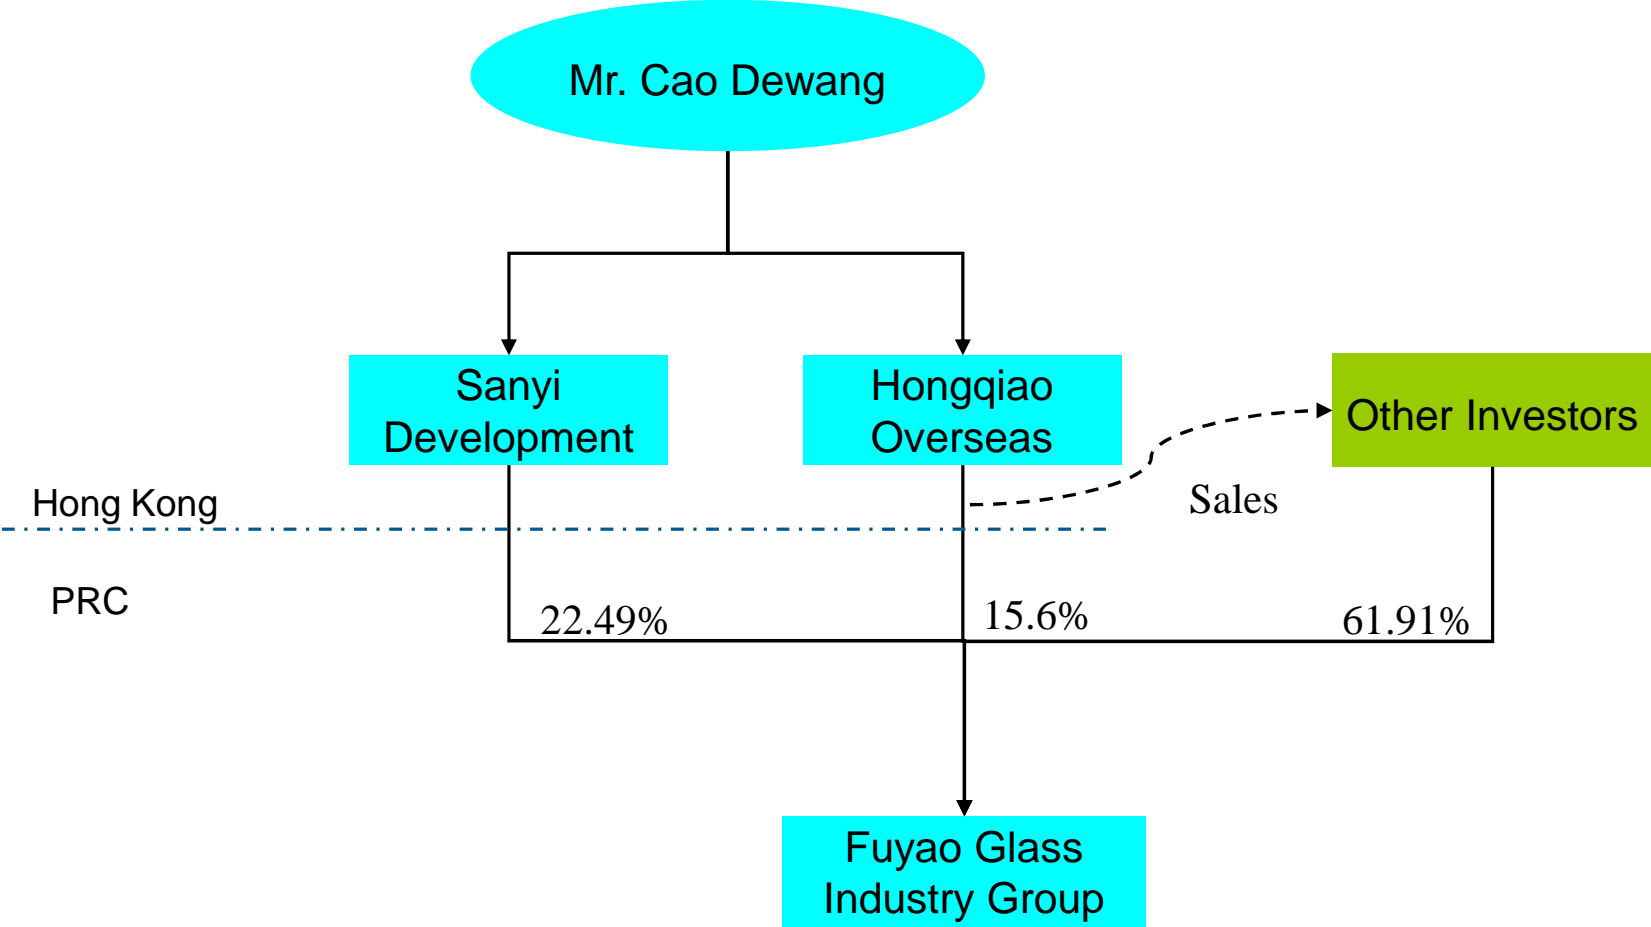 Mr. Cao Dewang
Sanyi
Development
Hongqiao
Overseas
Other Investors
Hong Kong
Sales
PRC
22.49%
15.6%
61.91%
Fuyao Glass
Industry Group